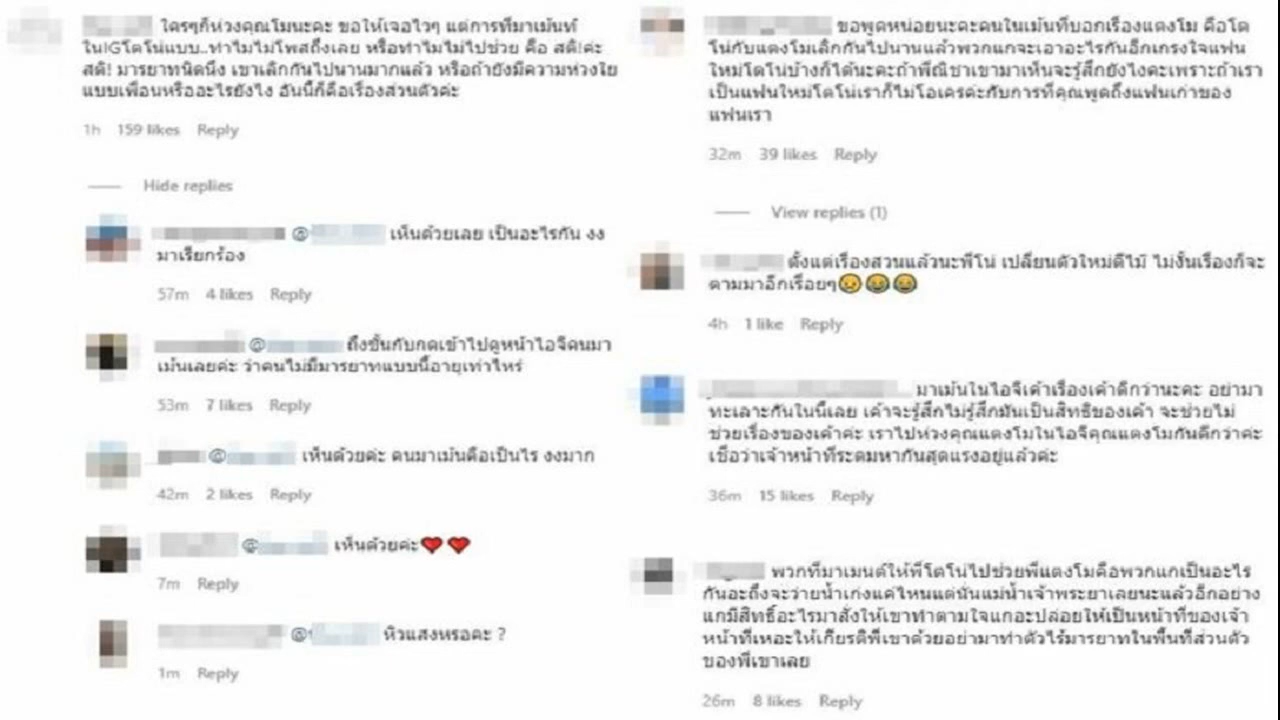 ใครๆก็ห่วงคุณโมนะคะ ขอให้เจอไวๆ แต่การที่มาเม้นท์
ในIGโตโน่แบบ..ทำไมไม่โพสถึงเลย หรือทำไมไม่ไปช่วย คือ สติ!ค่ะ
สติ! มารยาทนิดนึง เขาเลิกกันไปนานมากแล้ว หรือถ้ายังมีความห่วงใย
แบบเพื่อนหรืออะไรยังไง อันนี้ก็คือเรื่องส่วนตัวค่ะ
1h 159 likes Reply
Hide replies
@ เห็นด้วยเลย เป็นอะไรกัน งง
มาเรียกร้อง
57m 4 likes Reply
@ ถึงขั้นกับกดเข้าไปดูหน้าไอจีคนมา
เม้นเลยค่ะ ว่าคนไม่มีมารยาทแบบนี้อายุเท่าไหร่
53m 7 likes Reply
@ เห็นด้วยค่ะ คนมาเม้นคือเป็นไร งงมาก
42m 2 likes Reply
@ เห็นด้วยค่ะ❤️❤️
7m Reply
@ หิวแสงหรอคะ ?
1m Reply
ขอพูดหน่อยนะคะคนในเม้นที่บอกเรื่องแตงโม คือโต
โน่กับแตงโมเลิกกันไปนานแล้วพวกแกจะเอาอะไรกันอีกเกรงใจแฟน
ใหม่โตโน่บ้างก็ได้นะคะถ้าพี่ณิชาเขามาเห็นจะรู้สึกยังไงคะเพราะถ้าเรา
เป็นแฟนใหม่โตโน่เราก็ไม่โอเครค่ะกับการที่คุณพูดถึงแฟนเก่าของ
แฟนเรา
32m 39 likes Reply
View replies (1)
ตั้งแต่เรื่องสวนแล้วนะพี่โน่ เปลี่ยนตัวใหม่ดีไม๊ ไม่งั้นเรื่องก็จะ
ตามมาอีกเรื่อยๆ😢😂😂
4h 1 like Reply
มาเม้นในไอจีเค้าเรื่องเค้าดีกว่านะคะ อย่ามา
ทะเลาะกันในนี้เลย เค้าจะรู้สึกไม่รู้สึกมันเป็นสิทธิของเค้า จะช่วยไม่
ช่วยเรื่องของเค้าค่ะ เราไปห่วงคุณแตงโมในไอจีคุณแตงโมกันดีกว่าค่ะ
เชื่อว่าเจ้าหน้าที่ระดมหากันสุดแรงอยู่แล้วค่ะ
36m 15 likes Reply
พวกที่มาเมนต์ให้พี่โตโน่ไปช่วยพี่แตงโมคือพวกแกเป็นอะไร
กันอะถึงจะว่ายน้ำเก่งแค่ไหนแต่นั่นแม่น้ำเจ้าพระยาเลยนะแล้วอีกอย่าง
แกมีสิทธิ์อะไรมาสั่งให้เขาทำตามใจแกอะปล่อยให้เป็นหน้าที่ของเจ้า
หน้าที่เหอะให้เกียรติพี่เขาด้วยอย่ามาทำตัวไร้มารยาทในพื้นที่ส่วนตัว
ของพี่เขาเลย
26m 8 likes Reply